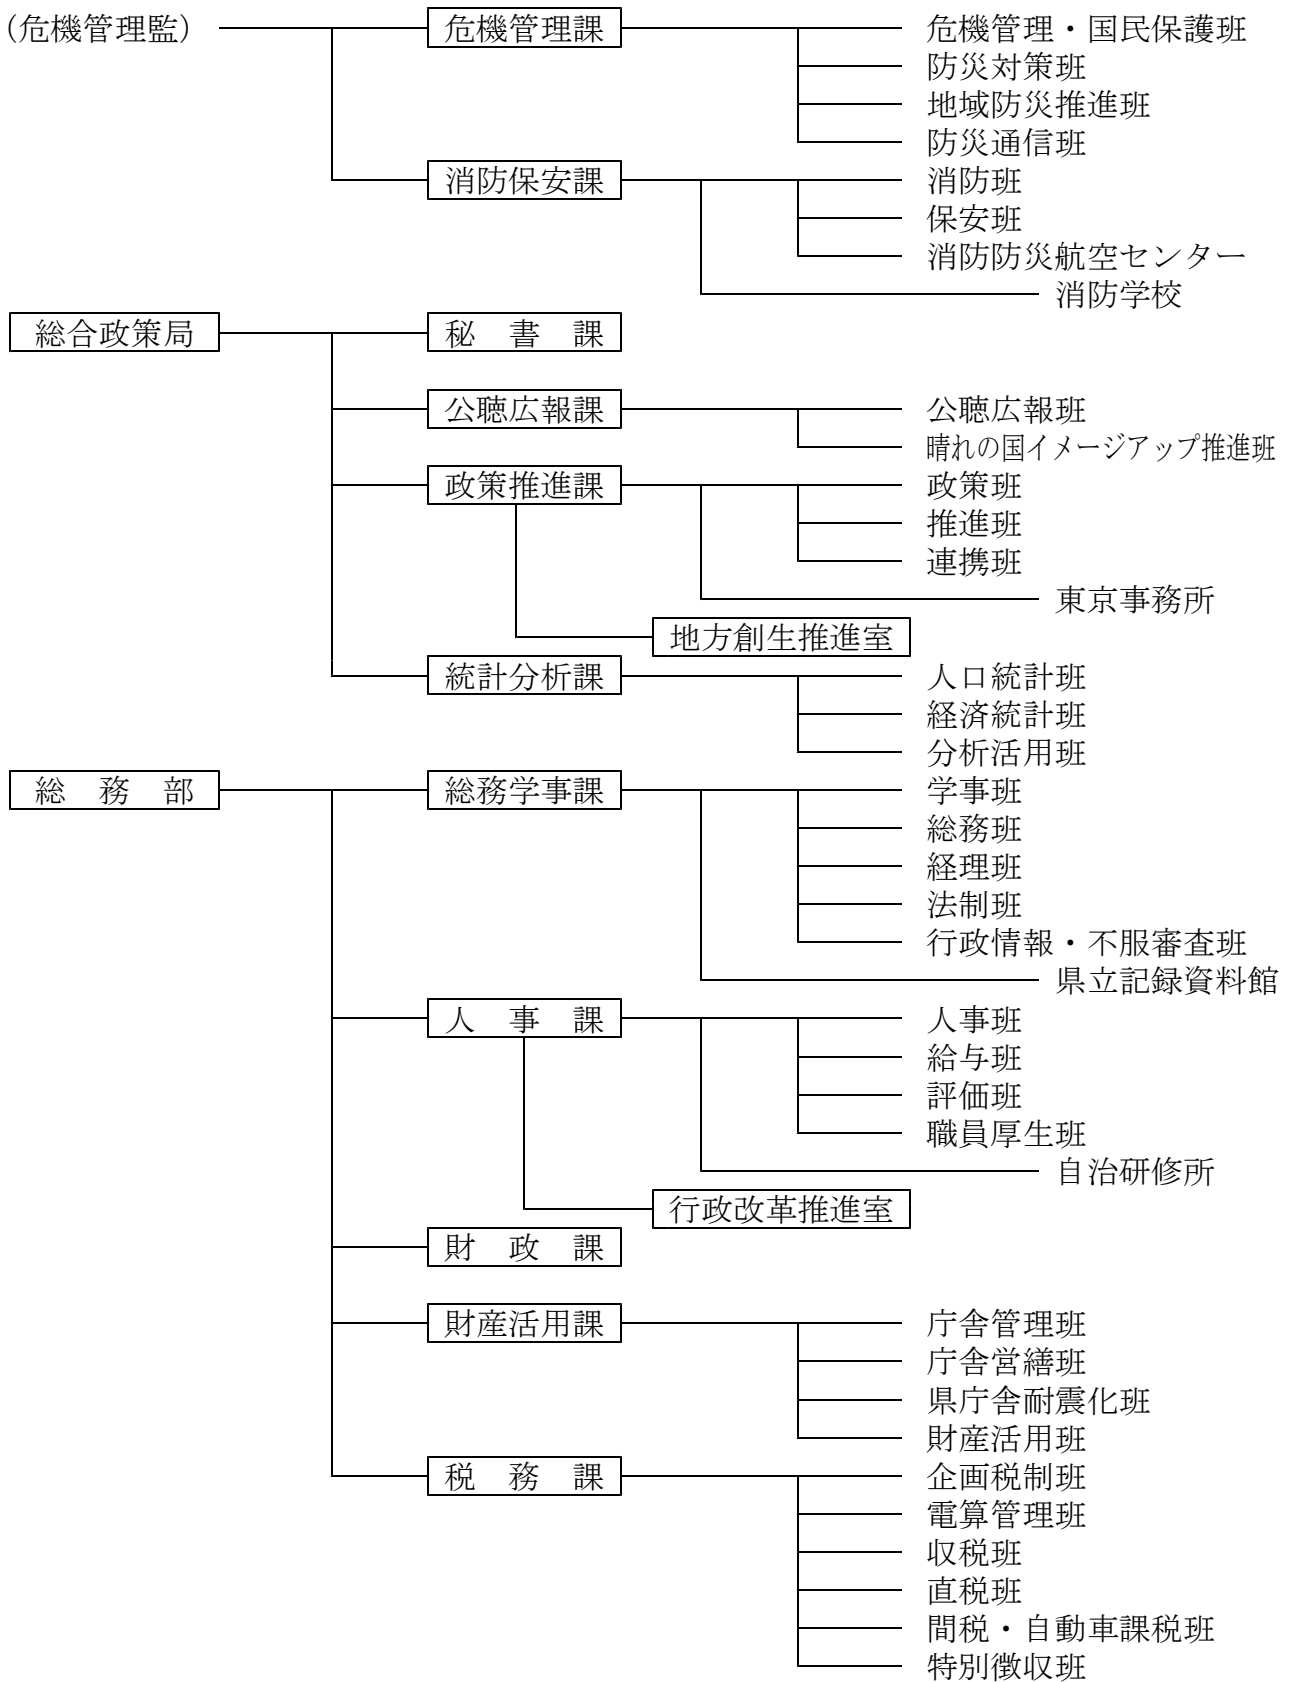 (危機管理監) 危機管理課 危機管理・国民保護班
防災対策班
地域防災推進班
防災通信班
消防保安課 消防班
保安班
消防防災航空センター
消防学校
総合政策局 秘　書　課
公聴広報課 公聴広報班
晴れの国イメージアップ推進班
政策推進課 政策班
推進班
連携班
東京事務所
地方創生推進室
統計分析課 人口統計班
経済統計班
分析活用班
総　務　部 総務学事課 学事班
総務班
経理班
法制班
行政情報・不服審査班
県立記録資料館
人　事　課 人事班
給与班
評価班
職員厚生班
自治研修所
行政改革推進室
財　政　課
財産活用課 庁舎管理班
庁舎営繕班
県庁舎耐震化班
財産活用班
税　務　課 企画税制班
電算管理班
収税班
直税班
間税・自動車課税班
特別徴収班